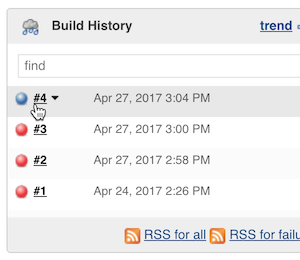 Build History trend
find
#4 Apr 27, 2017 3:04 PM
#3 Apr 27, 2017 3:00 PM
#2 Apr 27, 2017 2:58 PM
#1 Apr 24, 2017 2:26 PM
RSS for all RSS for failu